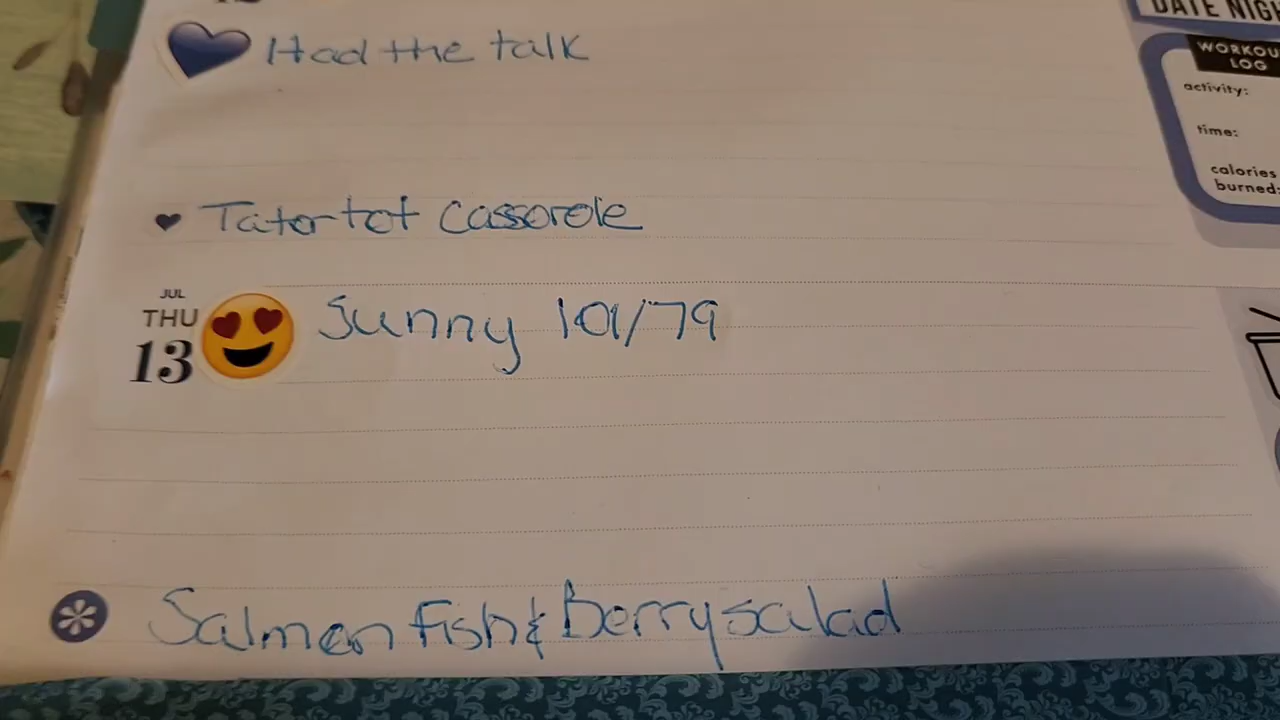 DATE NIGH
Had the talk
WORKOU
LOG
activity:
time:
calories
burned:
Tatortot Casserole
JUL
THU
13
Sunny 101/79
Salmon Fish & Berry salad